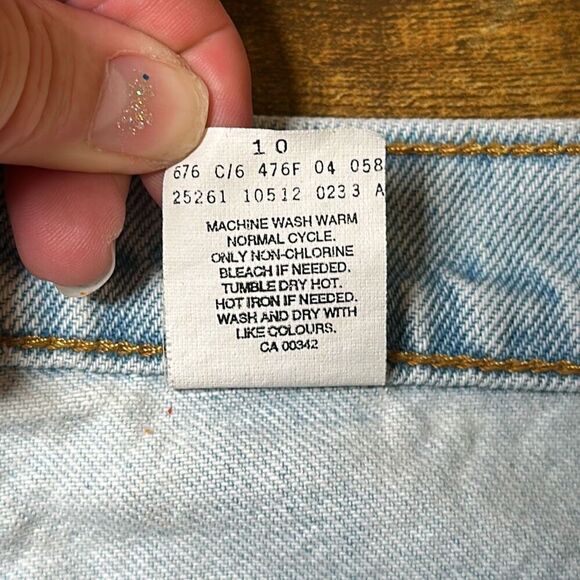 10
676 C/6 476F 04 058
25261 10512 0233 A
MACHINE WASH WARM
NORMAL CYCLE.
ONLY NON-CHLORINE
BLEACH IF NEEDED.
TUMBLE DRY HOT.
HOT IRON IF NEEDED.
WASH AND DRY WITH
LIKE COLOURS.
CA 00342